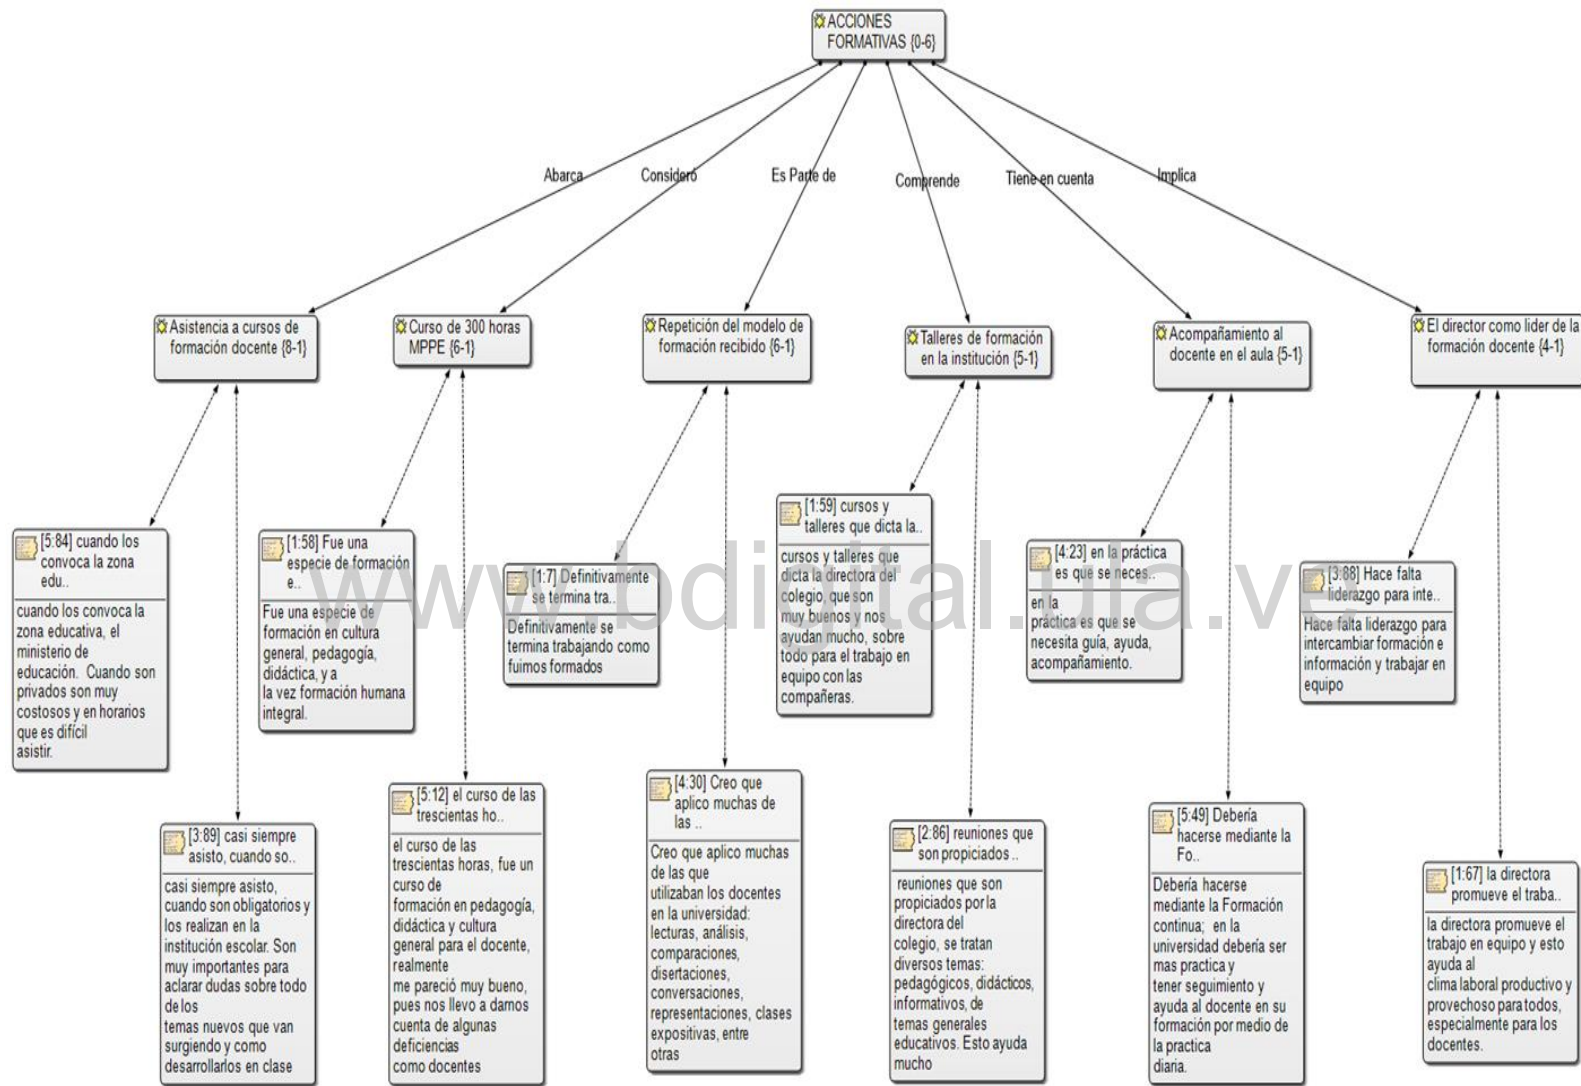 ACCIONES
FORMATIVAS {0-6}
Abarca
Consideró
Es Parte de
Comprende
Tiene en cuenta
Implica
Asistencia a cursos de
formación docente {8-1}
Curso de 300 horas
MPPE {6-1}
Repetición del modelo de
formación recibido {6-1}
Talleres de formación
en la institución {5-1}
Acompañamiento al
docente en el aula {5-1}
El director como lider de la
formación docente {4-1}
[5:84] cuando los
convoca la zona
edu..
cuando los convoca la
zona educativa, el
ministerio de
educación. Cuando son
privados son muy
costosos y en horarios
que es difícil
asistir.
[1:58] Fue una
especie de formación
e..
Fue una especie de
formación en cultura
general, pedagogía,
didáctica, y a
la vez formación humana
integral.
[1:7] Definitivamente
se termina tra..
Definitivamente se
termina trabajando como
fuimos formados
[1:59] cursos y
talleres que dicta la..
cursos y talleres que
dicta la directora del
colegio, que son
muy buenos y nos
ayudan mucho, sobre
todo para el trabajo en
equipo con las
compañeras.
[4:23] en la práctica
es que se neces..
en la
práctica es que se
necesita guía, ayuda,
acompañamiento.
[3:88] Hace falta
liderazgo para inte..
Hace falta liderazgo para
intercambiar formación e
información y trabajar en
equipo
www.bdigital.ula.ve
[3:89] casi siempre
asisto, cuando so..
casi siempre asisto,
cuando son obligatorios y
los realizan en la
institución escolar. Son
muy importantes para
aclarar dudas sobre todo
de los
temas nuevos que van
surgiendo y como
desarrollarlos en clase
[5:12] el curso de las
trescientas ho..
el curso de las
trescientas horas, fue un
curso de
formación en pedagogía,
didáctica y cultura
general para el docente,
realmente
me pareció muy bueno,
pues nos llevo a darnos
cuenta de algunas
deficiencias
como docentes
[4:30] Creo que
aplico muchas de
las ..
Creo que aplico muchas
de las que
utilizaban los docentes
en la universidad:
lecturas, análisis,
comparaciones,
disertaciones,
conversaciones,
representaciones, clases
expositivas, entre
otras
[2:86] reuniones que
son propiciados ..
reuniones que son
propiciados por la
directora del
colegio, se tratan
diversos temas:
pedagógicos, didácticos,
informativos, de
temas generales
educativos. Esto ayuda
mucho
[5:49] Debería
hacerse mediante la
Fo..
Debería hacerse
mediante la Formación
continua; en la
universidad debería ser
mas practica y
tener seguimiento y
ayuda al docente en su
formación por medio de
la practica
diaria.
[1:67] la directora
promueve el traba..
la directora promueve el
trabajo en equipo y esto
ayuda al
clima laboral productivo y
provechoso para todos,
especialmente para los
docentes.